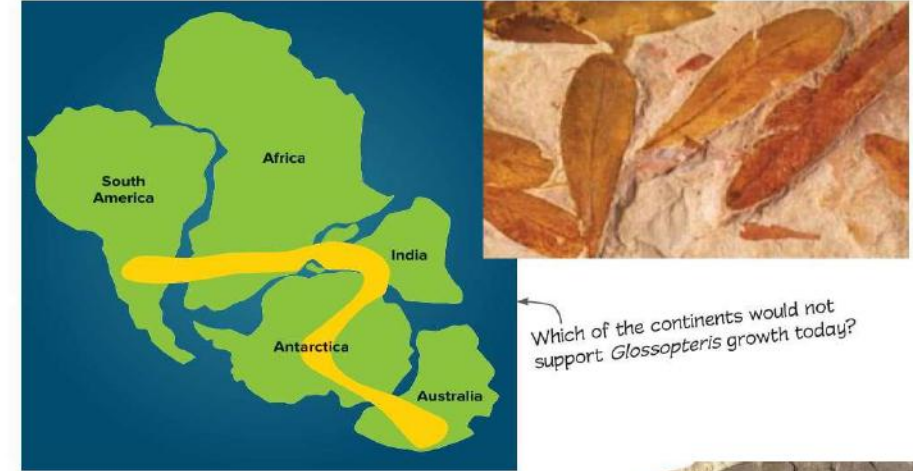 Africa
South
America
India
Antarctica
Australia
Which of the continents would not
support Glossopteris growth today?